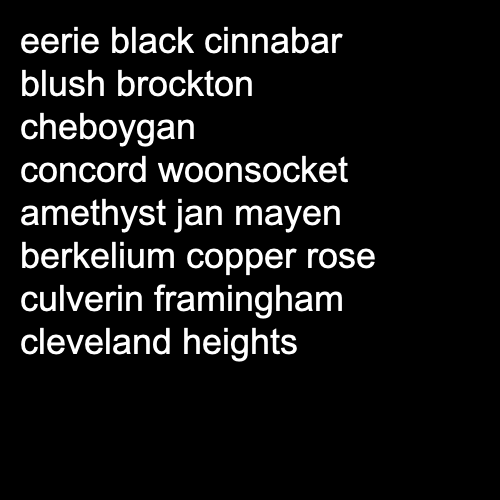 eerie black cinnabar
blush brockton
cheboygan
concord woonsocket
amethyst jan mayen
berkelium copper rose
culverin framingham
cleveland heights